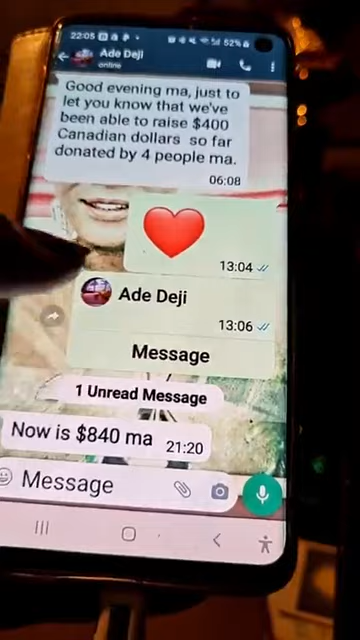 22:05
52%
Ade Deji
online
Good evening ma, just to
let you know that we've
been able to raise $400
Canadian dollars so far
donated by 4 people ma.
06:08
13:04
Ade Deji
13:06
Message
1 Unread Message
Now is $840 ma
21:20
Message